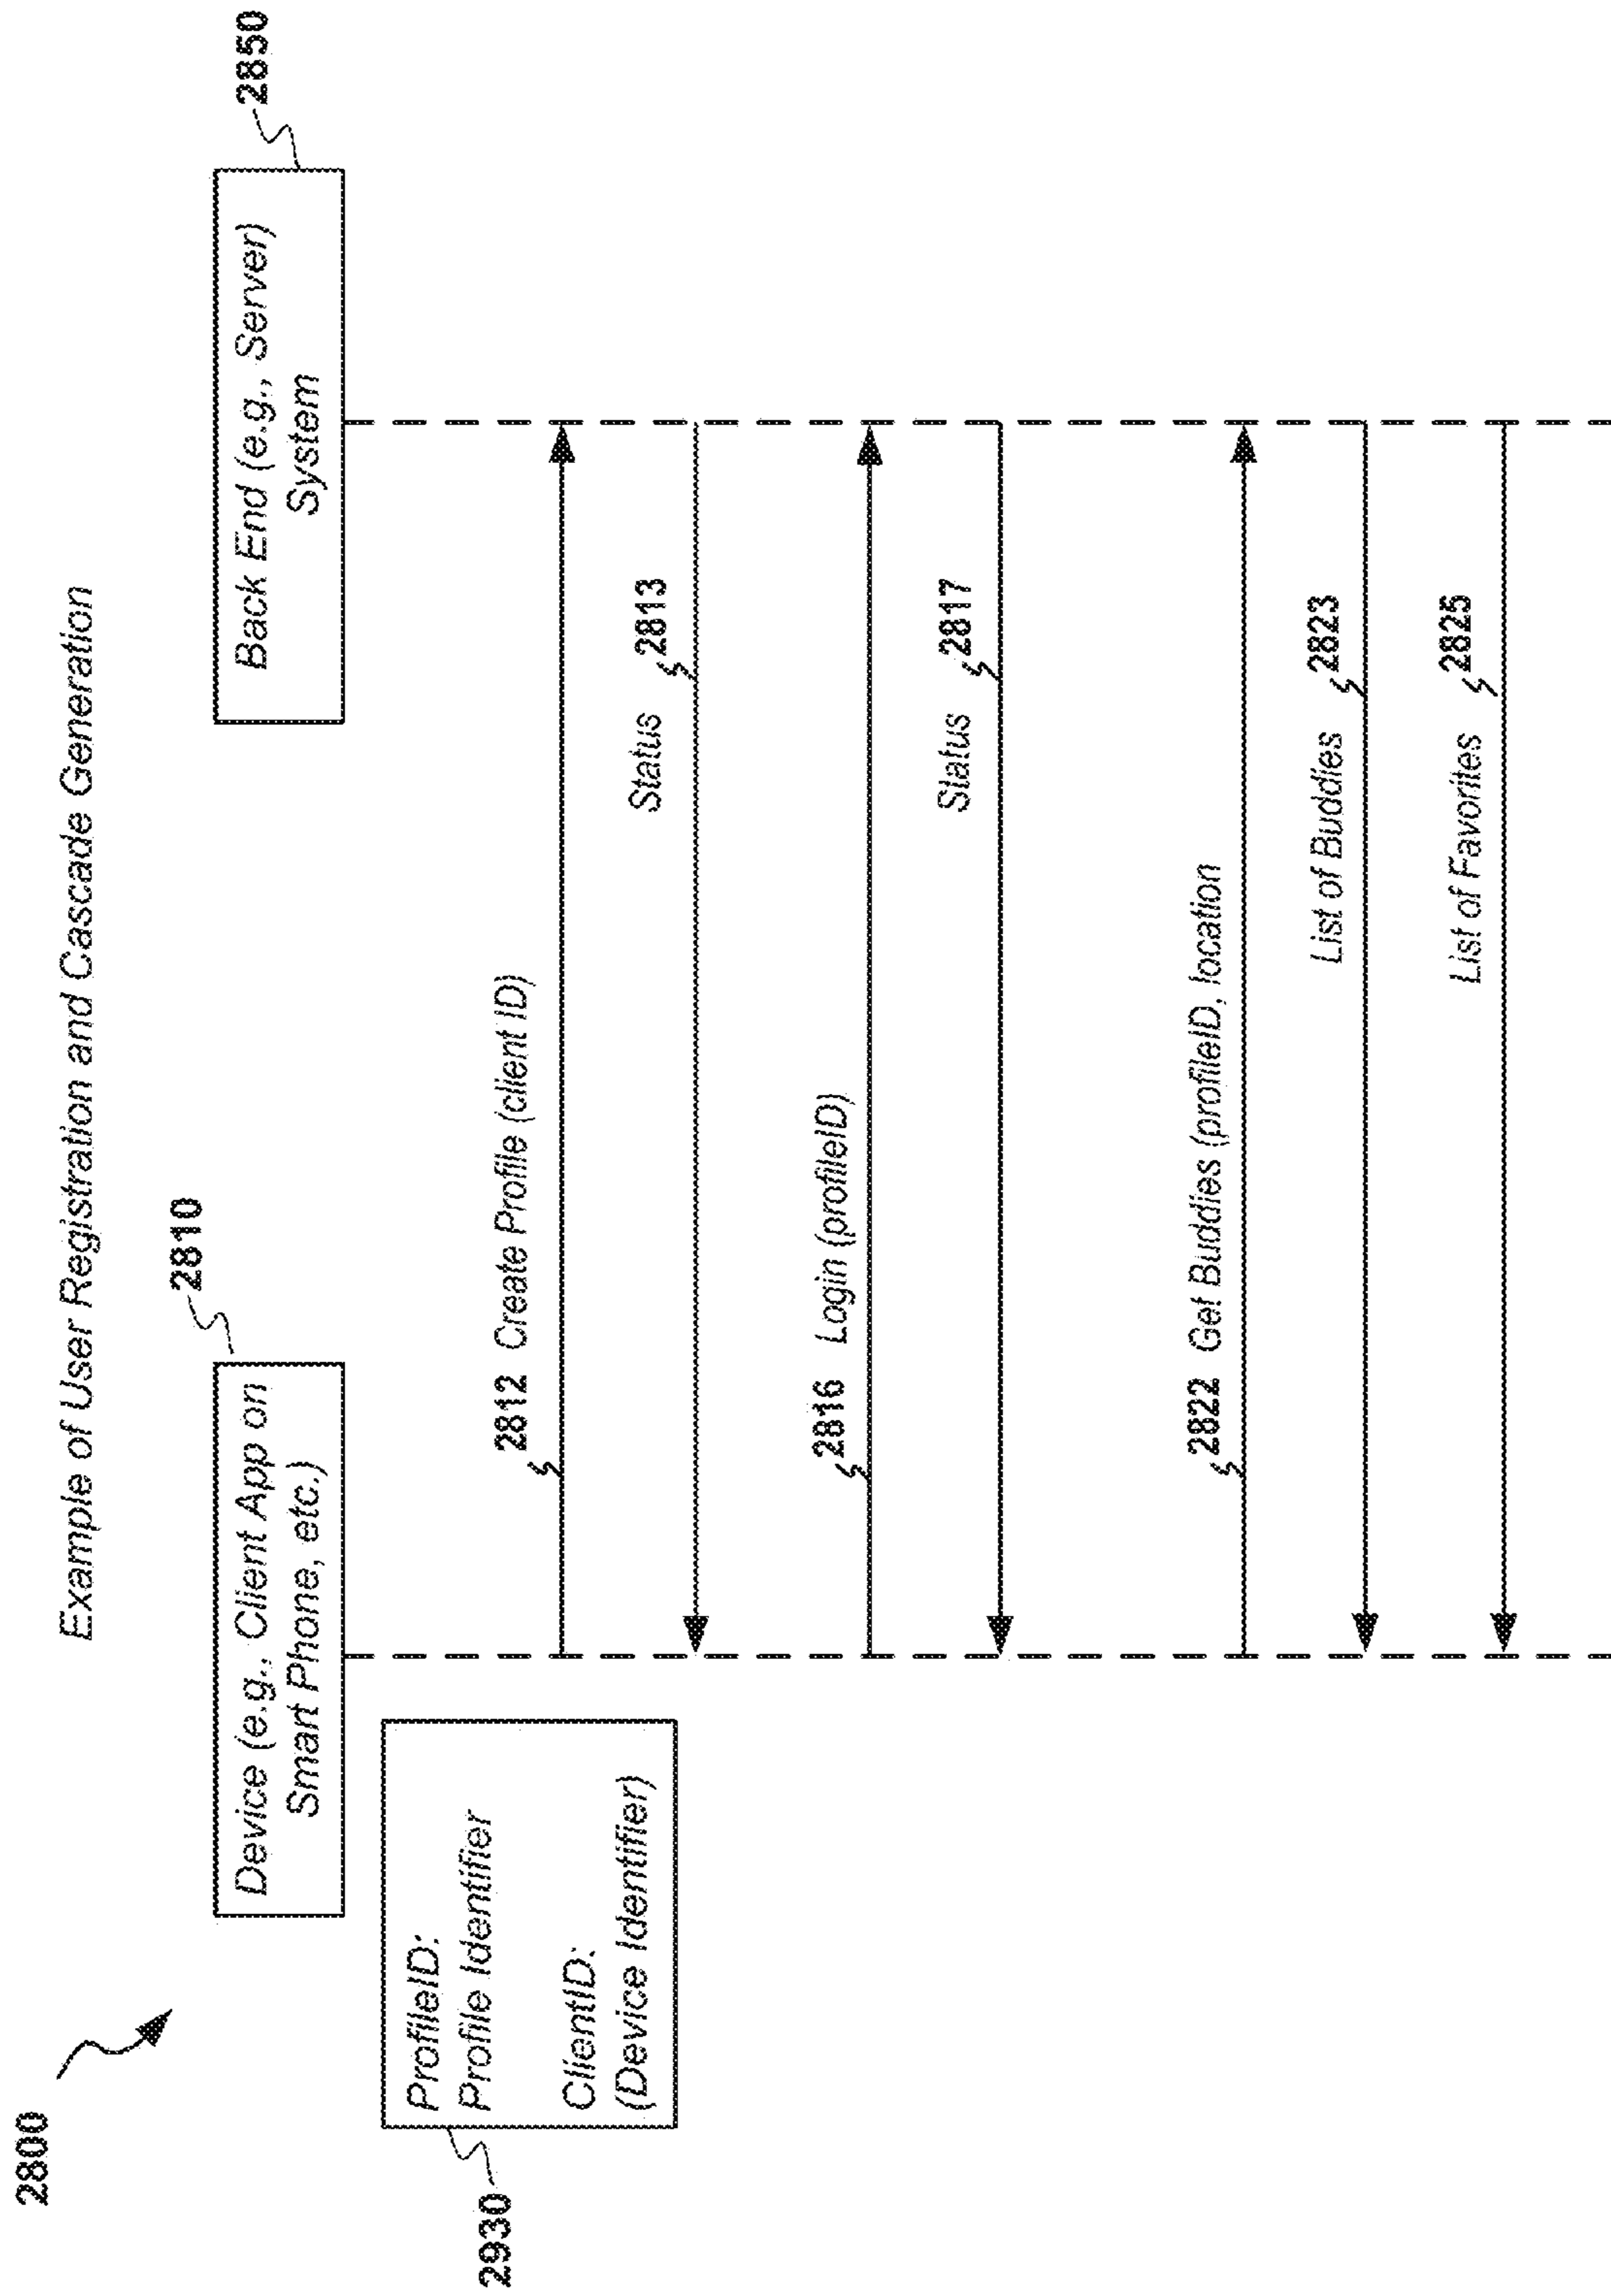 Example of User Registration and Cascade Generation
2800
2810
2850
Device (e.g., Client App on
Smart Phone, etc.)
Back End (e.g., Server)
System
ProfileID:
Profile Identifier
ClientID:
(Device Identifier)
2930
2812 Create Profile (client ID)
Status 2813
2816 Login (profileID)
Status 2817
2822 Get Buddies (profileID, location
List of Buddies 2823
List of Favorites 2825